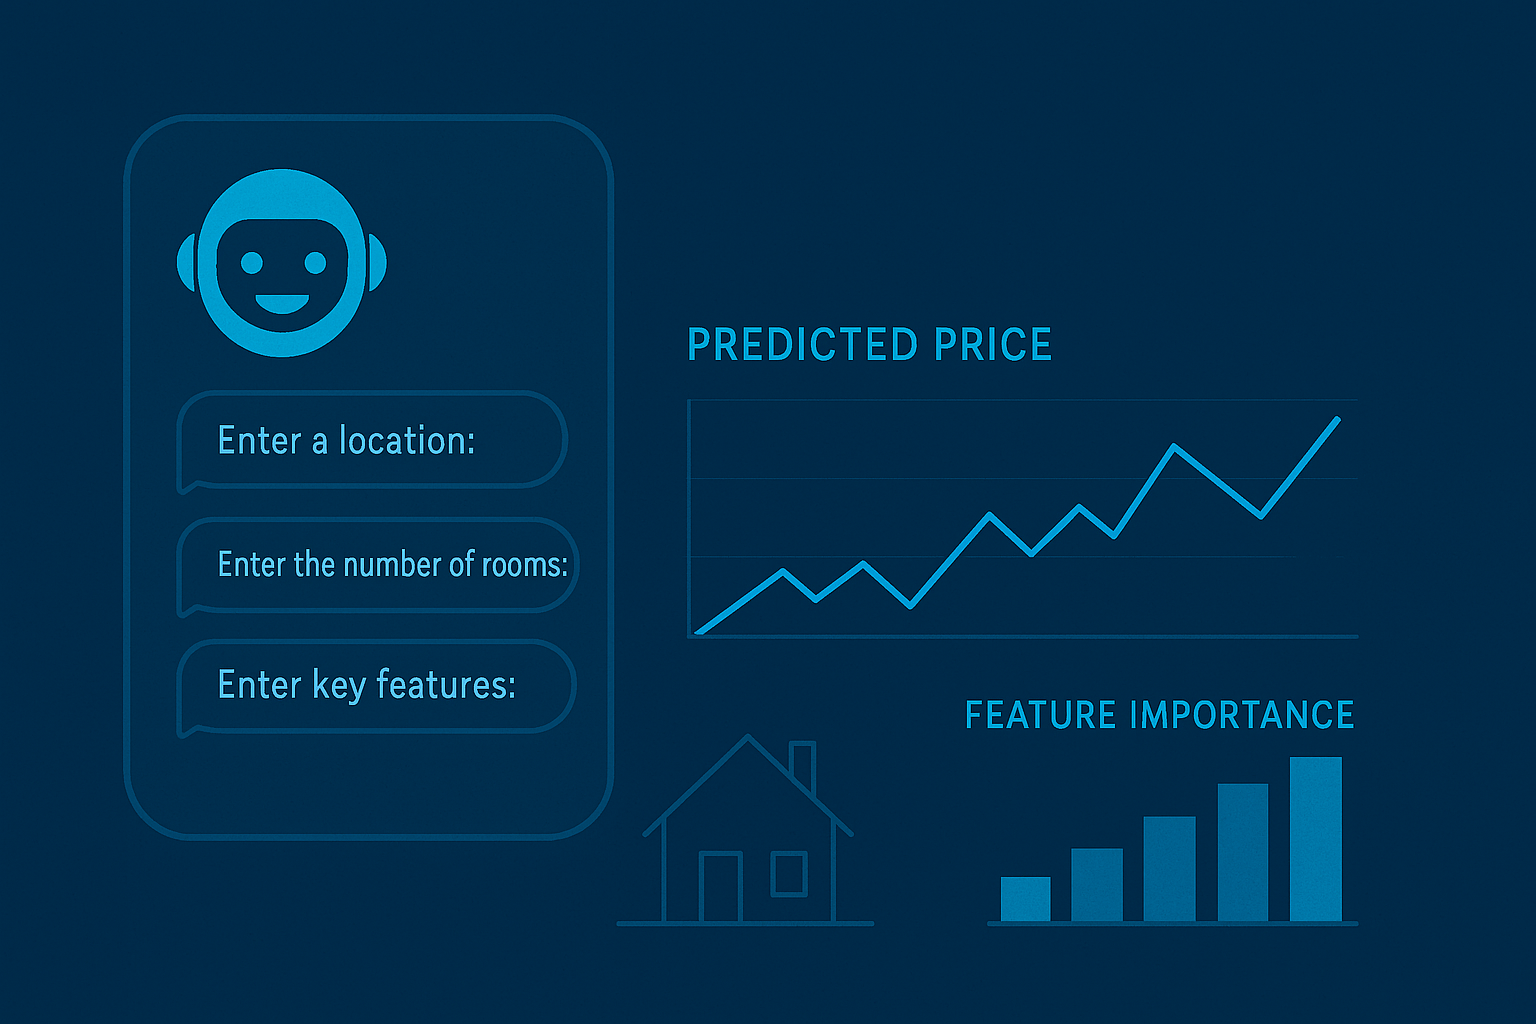 Enter a location:
Enter the number of rooms:
Enter key features:
PREDICTED PRICE
FEATURE IMPORTANCE